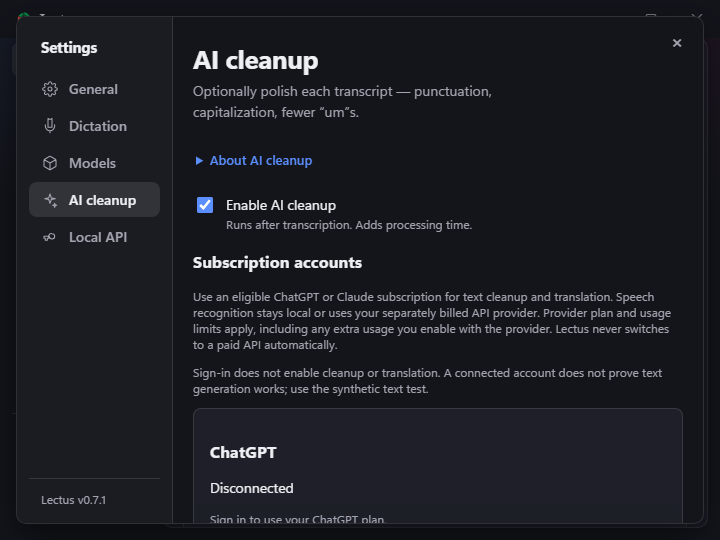 Settings
General
Dictation
Models
AI cleanup
Local API
Lectus v0.7.1
AI cleanup
Optionally polish each transcript — punctuation,
capitalization, fewer “um”s.
About AI cleanup
Enable AI cleanup
Runs after transcription. Adds processing time.
Subscription accounts
Use an eligible ChatGPT or Claude subscription for text cleanup and translation. Speech
recognition stays local or uses your separately billed API provider. Provider plan and usage
limits apply, including any extra usage you enable with the provider. Lectus never switches
to a paid API automatically.
Sign-in does not enable cleanup or translation. A connected account does not prove text
generation works; use the synthetic text test.
ChatGPT
Disconnected
Sign in to use your ChatGPT plan.